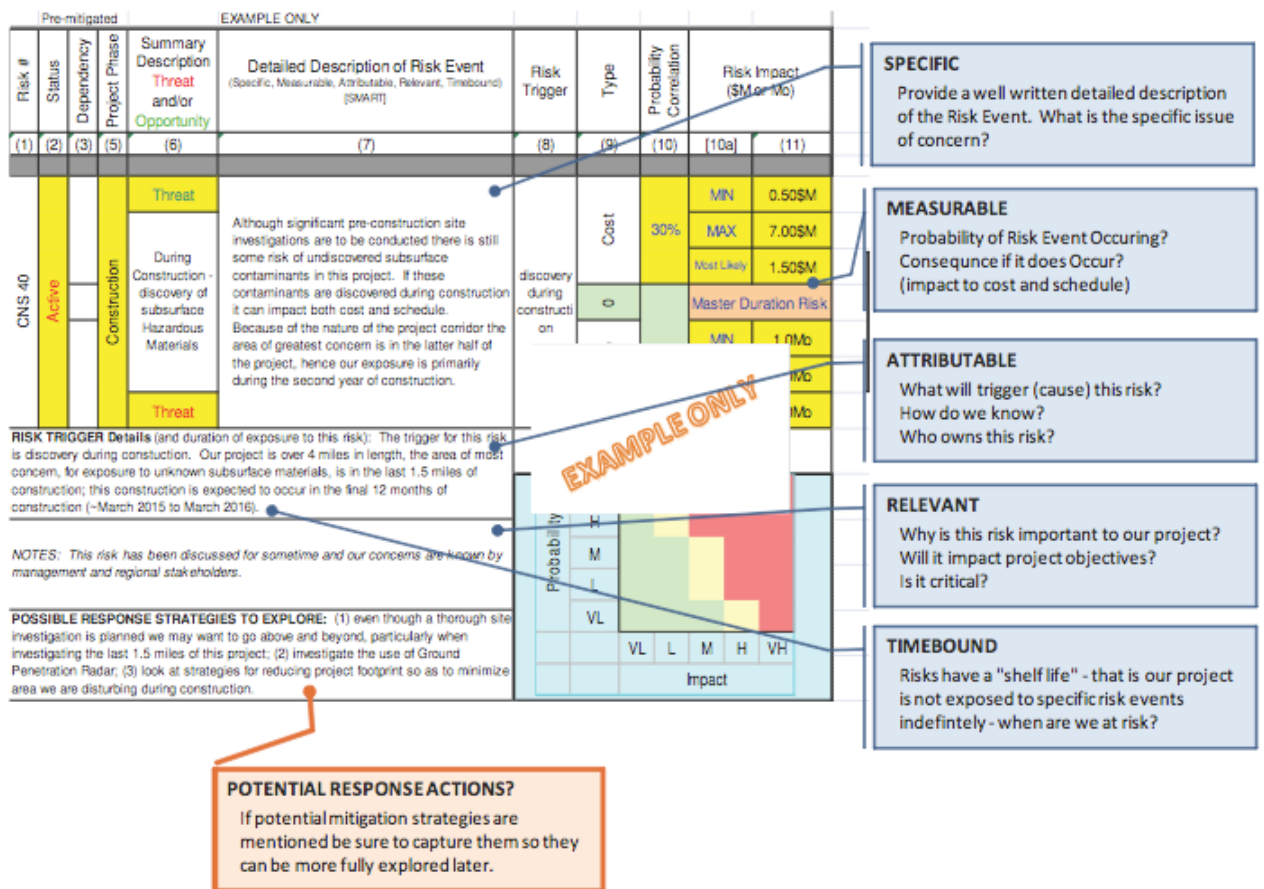 Pre-mitigated
EXAMPLE ONLY
Risk #
Status
Dependency
Project Phase
Summary
Description
Threat
and/or
Opportunity
Detailed Description of Risk Event
(Specific, Measurable, Attributable, Relevant, Timebound)
[SMART]
Risk
Trigger
Type
Probability
Correlation
Risk Impact
($M or Mo)
(1)
(2)
(3)
(5)
(6)
(7)
(8)
(9)
(10)
[10a]
(11)
CNS 40
Active
Construction
Threat
During
Construction -
discovery of
subsurface
Hazardous
Materials
Threat
Although significant pre-construction site
investigations are to be conducted there is still
some risk of undiscovered subsurface
contaminants in this project. If these
contaminants are discovered during construction
it can impact both cost and schedule.
Because of the nature of the project corridor the
area of greatest concern is in the latter half of
the project, hence our exposure is primarily
during the second year of construction.
discovery
during
constructi
on
Cost
30%
MIN
0.50$M
MAX
7.00$M
Most Likely
1.50$M
Master Duration Risk
MIN
1.0Mo
EXAMPLE ONLY
RISK TRIGGER Details (and duration of exposure to this risk): The trigger for this risk
is discovery during constuction. Our project is over 4 miles in length, the area of most
concern, for exposure to unknown subsurface materials, is in the last 1.5 miles of
construction; this construction is expected to occur in the final 12 months of
construction (~March 2015 to March 2016).
NOTES: This risk has been discussed for sometime and our concerns are known by
management and regional stakeholders.
POSSIBLE RESPONSE STRATEGIES TO EXPLORE: (1) even though a thorough site
investigation is planned we may want to go above and beyond, particularly when
investigating the last 1.5 miles of this project; (2) investigate the use of Ground
Penetration Radar; (3) look at strategies for reducing project footprint so as to minimize
area we are disturbing during construction.
Probability
M
L
VL
VL
L
M
H
VH
Impact
SPECIFIC
Provide a well written detailed description
of the Risk Event. What is the specific issue
of concern?
MEASURABLE
Probability of Risk Event Occuring?
Consequnce if it does Occur?
(impact to cost and schedule)
ATTRIBUTABLE
What will trigger (cause) this risk?
How do we know?
Who owns this risk?
RELEVANT
Why is this risk important to our project?
Will it impact project objectives?
Is it critical?
TIMEBOUND
Risks have a "shelf life" - that is our project
is not exposed to specific risk events
indefintely - when are we at risk?
POTENTIAL RESPONSE ACTIONS?
If potential mitigation strategies are
mentioned be sure to capture them so they
can be more fully explored later.